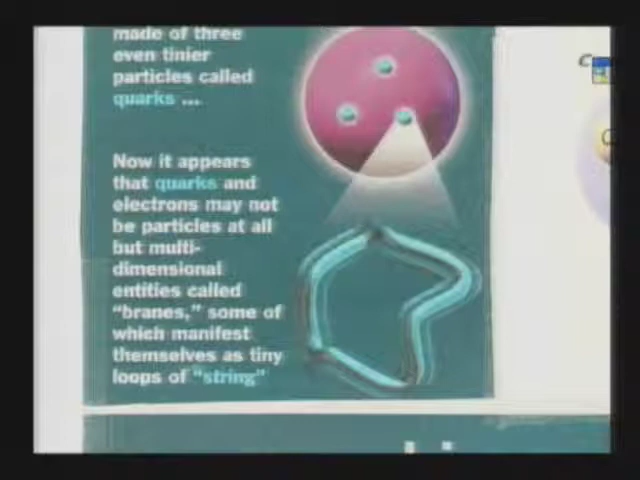 made of three
even tinier
particles called
quarks ...
Now it appears
that quarks and
electrons may not
be particles at all
but multi-
dimensional
entities called
"branes," some of
which manifest
themselves as tiny
loops of "string"